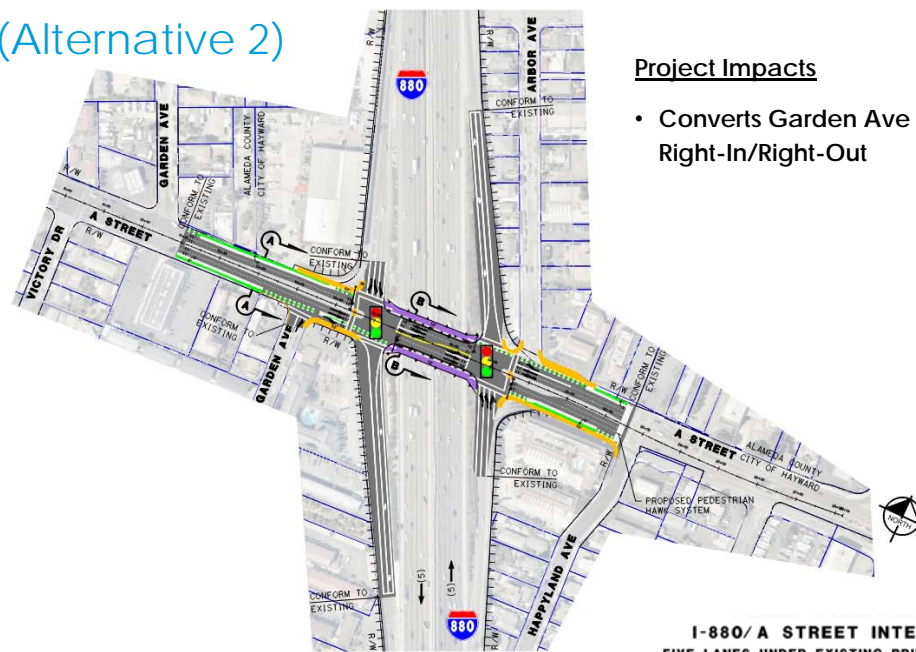 (Alternative 2)
Project Impacts
• Converts Garden Ave
Right-In/Right-Out
R/W
R/W
880
ARBOR AVE
CONFORM TO
EXISTING
GARDEN AVE
ALAMEDA COUNTY
CITY OF HAYWARD
R/W
CONFORM TO
EXISTING
A STREET
R/W
VICTORY DR
A
CONFORM TO
EXISTING
A
B
CONFORM TO
EXISTING
GARDEN AVE
R/W
B
R/W
CONFORM TO
EXISTING
R/W
A STREET
ALAMEDA COUNTY
CITY OF HAYWARD
R/W
CONFORM TO
EXISTING
PROPOSED PEDESTRIAN
HAWK SYSTEM
NORTH
HAPPYLAND AVE
(5)
(5)
CONFORM TO
EXISTING
880
R/W
R/W
I-880/ A STREET INTE